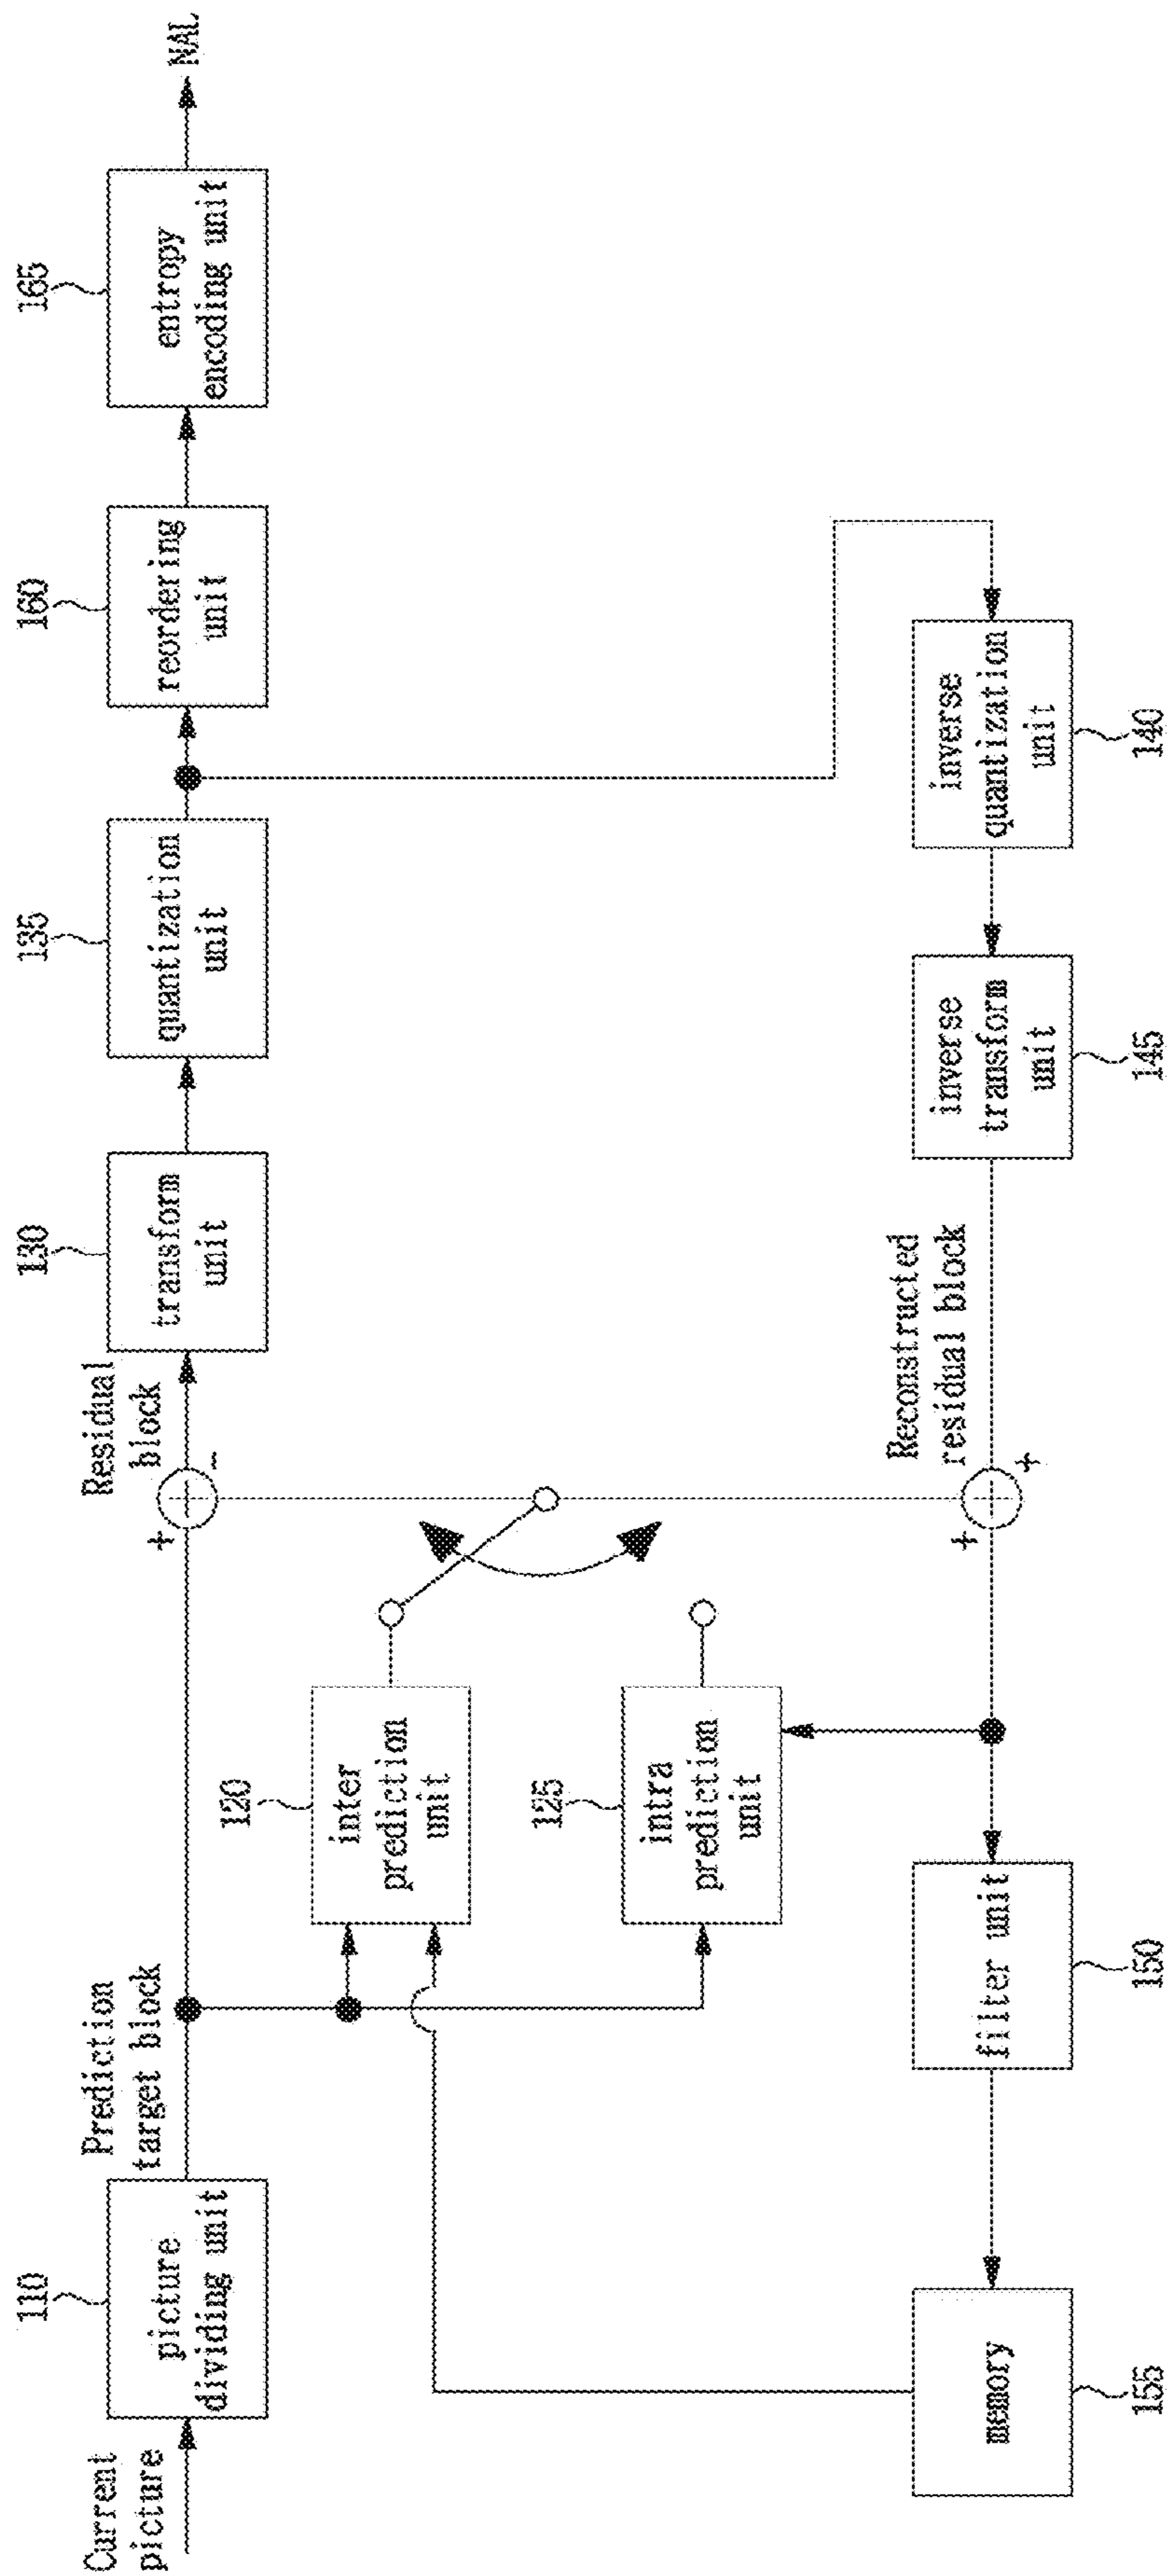 Current
picture
110
picture
dividing unit
Prediction
target block
+
-
Residual
block
130
transform
unit
135
quantization
unit
160
reordering
unit
165
entropy
encoding unit
NAL
120
inter
prediction
unit
125
intra
prediction
unit
memory
155
filter unit
150
+
+
Reconstructed
residual block
inverse
transform
unit
145
inverse
quantization
unit
140